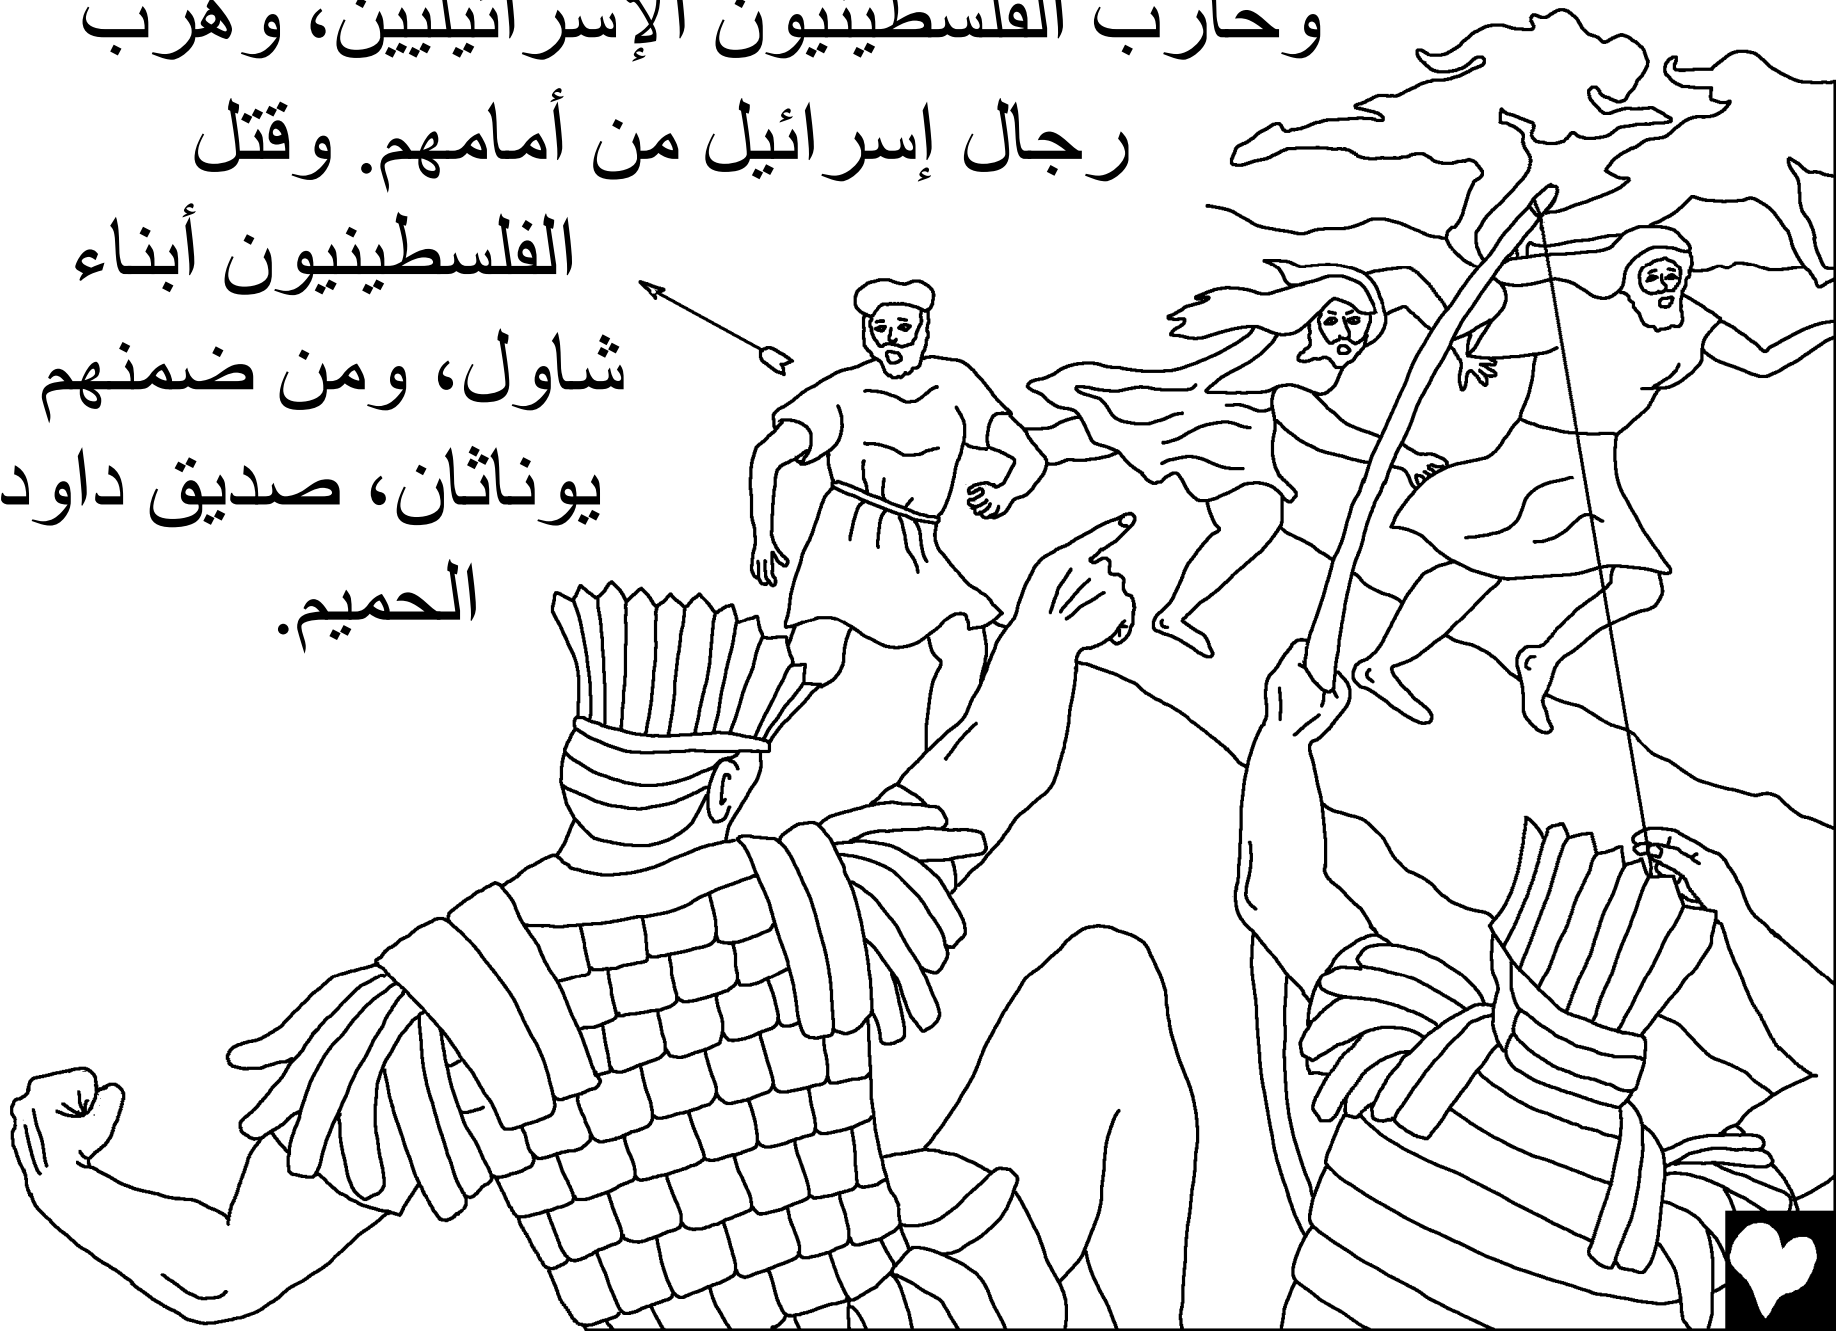 وحارب الفلسطينيون الإسرائيليين، وهرب
رجال إسرائيل من أمامهم. وقتل
الفلسطينيون أبناء
شاول، ومن ضمنهم
يوناثان، صديق داود
الحميم.